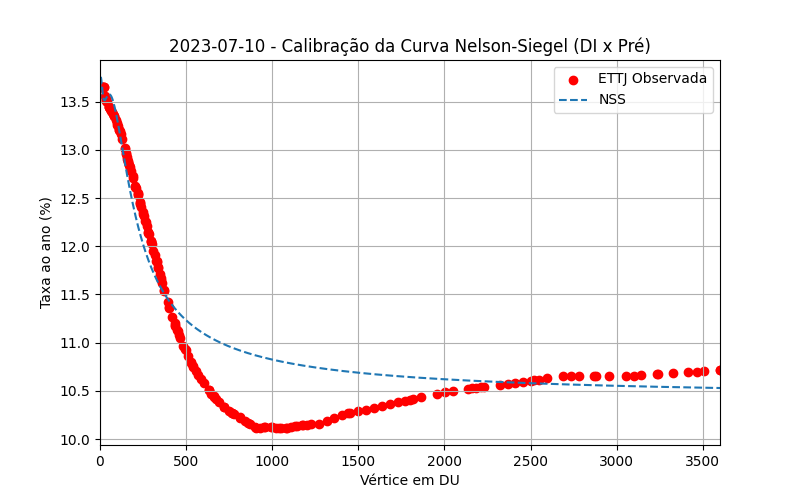 2023-07-10 - Calibração da Curva Nelson-Siegel (DI x Pré)
ETTJ Observada
NSS
Taxa ao ano (%)
13.5
13.0
12.5
12.0
11.5
11.0
10.5
10.0
0 500 1000 1500 2000 2500 3000 3500
Vértice em DU